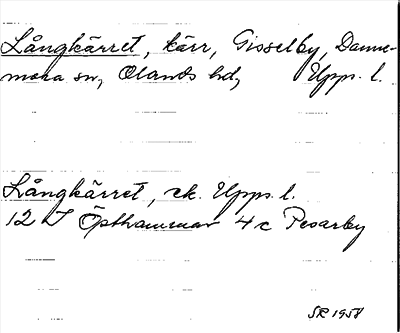 Långkärret, kärr, Gisselby, Danne-
mora sn, Olands hd, Upps. l.
Långkärret, ek. Upps. l.
12 I Östhammar 4 c Pesarby
SR 1958